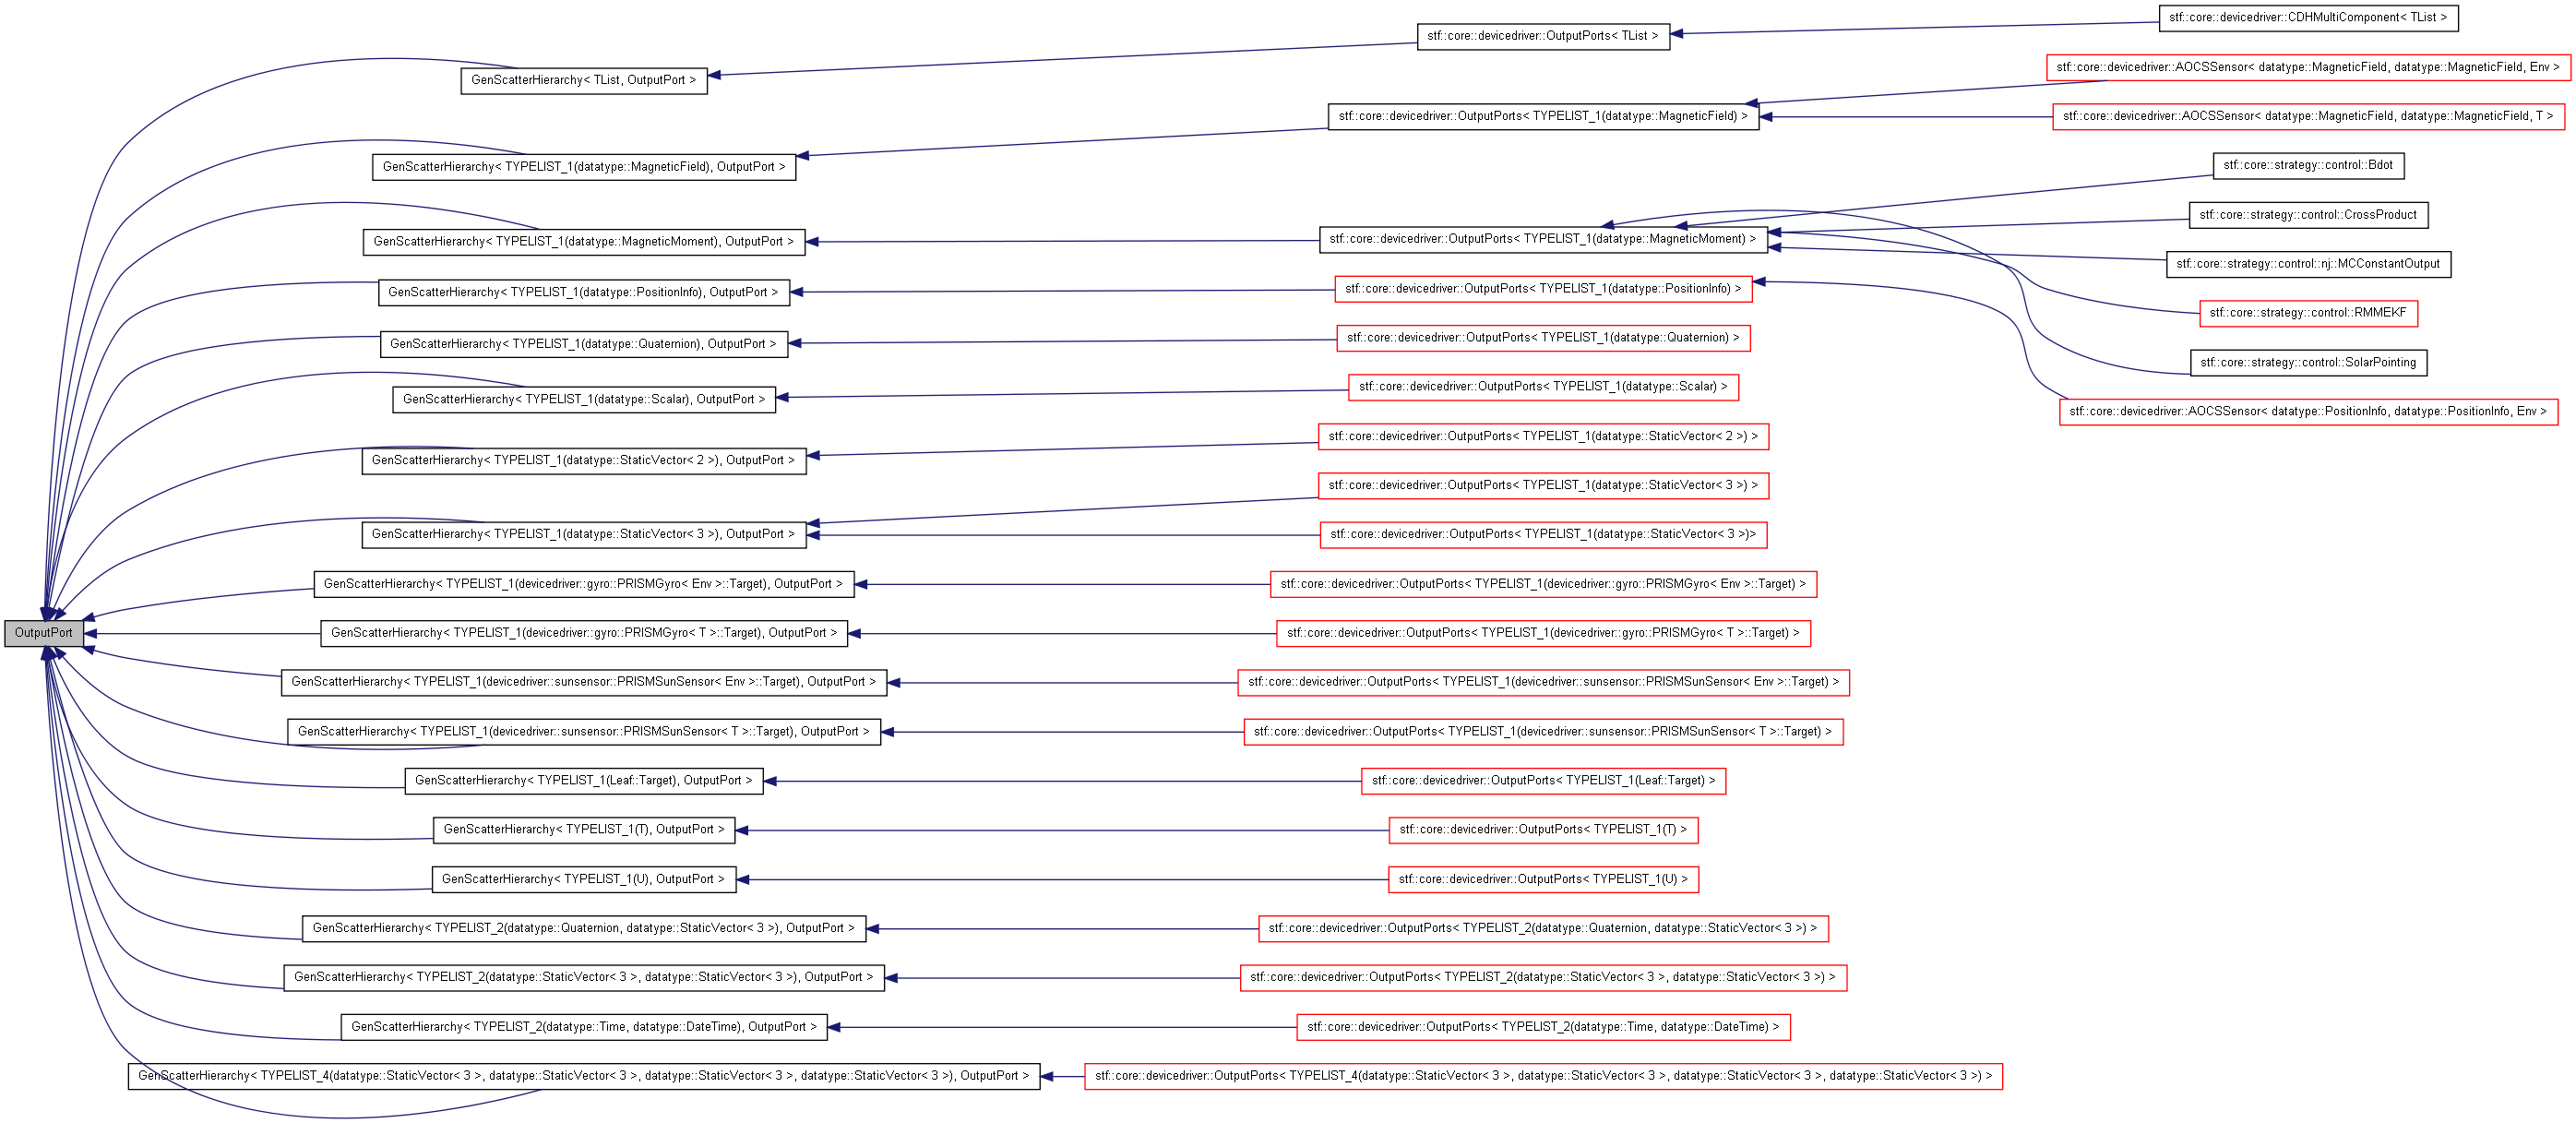 OutputPort
GenScatterHierarchy< TList, OutputPort >
GenScatterHierarchy< TYPELIST_1(datatype::MagneticField), OutputPort >
GenScatterHierarchy< TYPELIST_1(datatype::MagneticMoment), OutputPort >
GenScatterHierarchy< TYPELIST_1(datatype::PositionInfo), OutputPort >
GenScatterHierarchy< TYPELIST_1(datatype::Quaternion), OutputPort >
GenScatterHierarchy< TYPELIST_1(datatype::Scalar), OutputPort >
GenScatterHierarchy< TYPELIST_1(datatype::StaticVector< 2 >), OutputPort >
GenScatterHierarchy< TYPELIST_1(datatype::StaticVector< 3 >), OutputPort >
GenScatterHierarchy< TYPELIST_1(devicedriver::gyro::PRISMGyro< Env >::Target), OutputPort >
GenScatterHierarchy< TYPELIST_1(devicedriver::gyro::PRISMGyro< T >::Target), OutputPort >
GenScatterHierarchy< TYPELIST_1(devicedriver::sunsensor::PRISMSunSensor< Env >::Target), OutputPort >
GenScatterHierarchy< TYPELIST_1(devicedriver::sunsensor::PRISMSunSensor< T >::Target), OutputPort >
GenScatterHierarchy< TYPELIST_1(Leaf::Target), OutputPort >
GenScatterHierarchy< TYPELIST_1(T), OutputPort >
GenScatterHierarchy< TYPELIST_1(U), OutputPort >
GenScatterHierarchy< TYPELIST_2(datatype::Quaternion, datatype::StaticVector< 3 >), OutputPort >
GenScatterHierarchy< TYPELIST_2(datatype::StaticVector< 3 >, datatype::StaticVector< 3 >), OutputPort >
GenScatterHierarchy< TYPELIST_2(datatype::Time, datatype::DateTime), OutputPort >
GenScatterHierarchy< TYPELIST_4(datatype::StaticVector< 3 >, datatype::StaticVector< 3 >, datatype::StaticVector< 3 >, datatype::StaticVector< 3 >), OutputPort >
stf::core::devicedriver::OutputPorts< TList >
stf::core::devicedriver::OutputPorts< TYPELIST_1(datatype::MagneticField) >
stf::core::devicedriver::OutputPorts< TYPELIST_1(datatype::MagneticMoment) >
stf::core::devicedriver::OutputPorts< TYPELIST_1(datatype::PositionInfo) >
stf::core::devicedriver::OutputPorts< TYPELIST_1(datatype::Quaternion) >
stf::core::devicedriver::OutputPorts< TYPELIST_1(datatype::Scalar) >
stf::core::devicedriver::OutputPorts< TYPELIST_1(datatype::StaticVector< 2 >) >
stf::core::devicedriver::OutputPorts< TYPELIST_1(datatype::StaticVector< 3 >) >
stf::core::devicedriver::OutputPorts< TYPELIST_1(datatype::StaticVector< 3 >)>
stf::core::devicedriver::OutputPorts< TYPELIST_1(devicedriver::gyro::PRISMGyro< Env >::Target) >
stf::core::devicedriver::OutputPorts< TYPELIST_1(devicedriver::gyro::PRISMGyro< T >::Target) >
stf::core::devicedriver::OutputPorts< TYPELIST_1(devicedriver::sunsensor::PRISMSunSensor< Env >::Target) >
stf::core::devicedriver::OutputPorts< TYPELIST_1(devicedriver::sunsensor::PRISMSunSensor< T >::Target) >
stf::core::devicedriver::OutputPorts< TYPELIST_1(Leaf::Target) >
stf::core::devicedriver::OutputPorts< TYPELIST_1(T) >
stf::core::devicedriver::OutputPorts< TYPELIST_1(U) >
stf::core::devicedriver::OutputPorts< TYPELIST_2(datatype::Quaternion, datatype::StaticVector< 3 >) >
stf::core::devicedriver::OutputPorts< TYPELIST_2(datatype::StaticVector< 3 >, datatype::StaticVector< 3 >) >
stf::core::devicedriver::OutputPorts< TYPELIST_2(datatype::Time, datatype::DateTime) >
stf::core::devicedriver::OutputPorts< TYPELIST_4(datatype::StaticVector< 3 >, datatype::StaticVector< 3 >, datatype::StaticVector< 3 >, datatype::StaticVector< 3 >) >
stf::core::devicedriver::CDHMultiComponent< TList >
stf::core::devicedriver::AOCSSensor< datatype::MagneticField, datatype::MagneticField, Env >
stf::core::devicedriver::AOCSSensor< datatype::MagneticField, datatype::MagneticField, T >
stf::core::strategy::control::Bdot
stf::core::strategy::control::CrossProduct
stf::core::strategy::control::nj::MCConstantOutput
stf::core::strategy::control::RMMEKF
stf::core::strategy::control::SolarPointing
stf::core::devicedriver::AOCSSensor< datatype::PositionInfo, datatype::PositionInfo, Env >